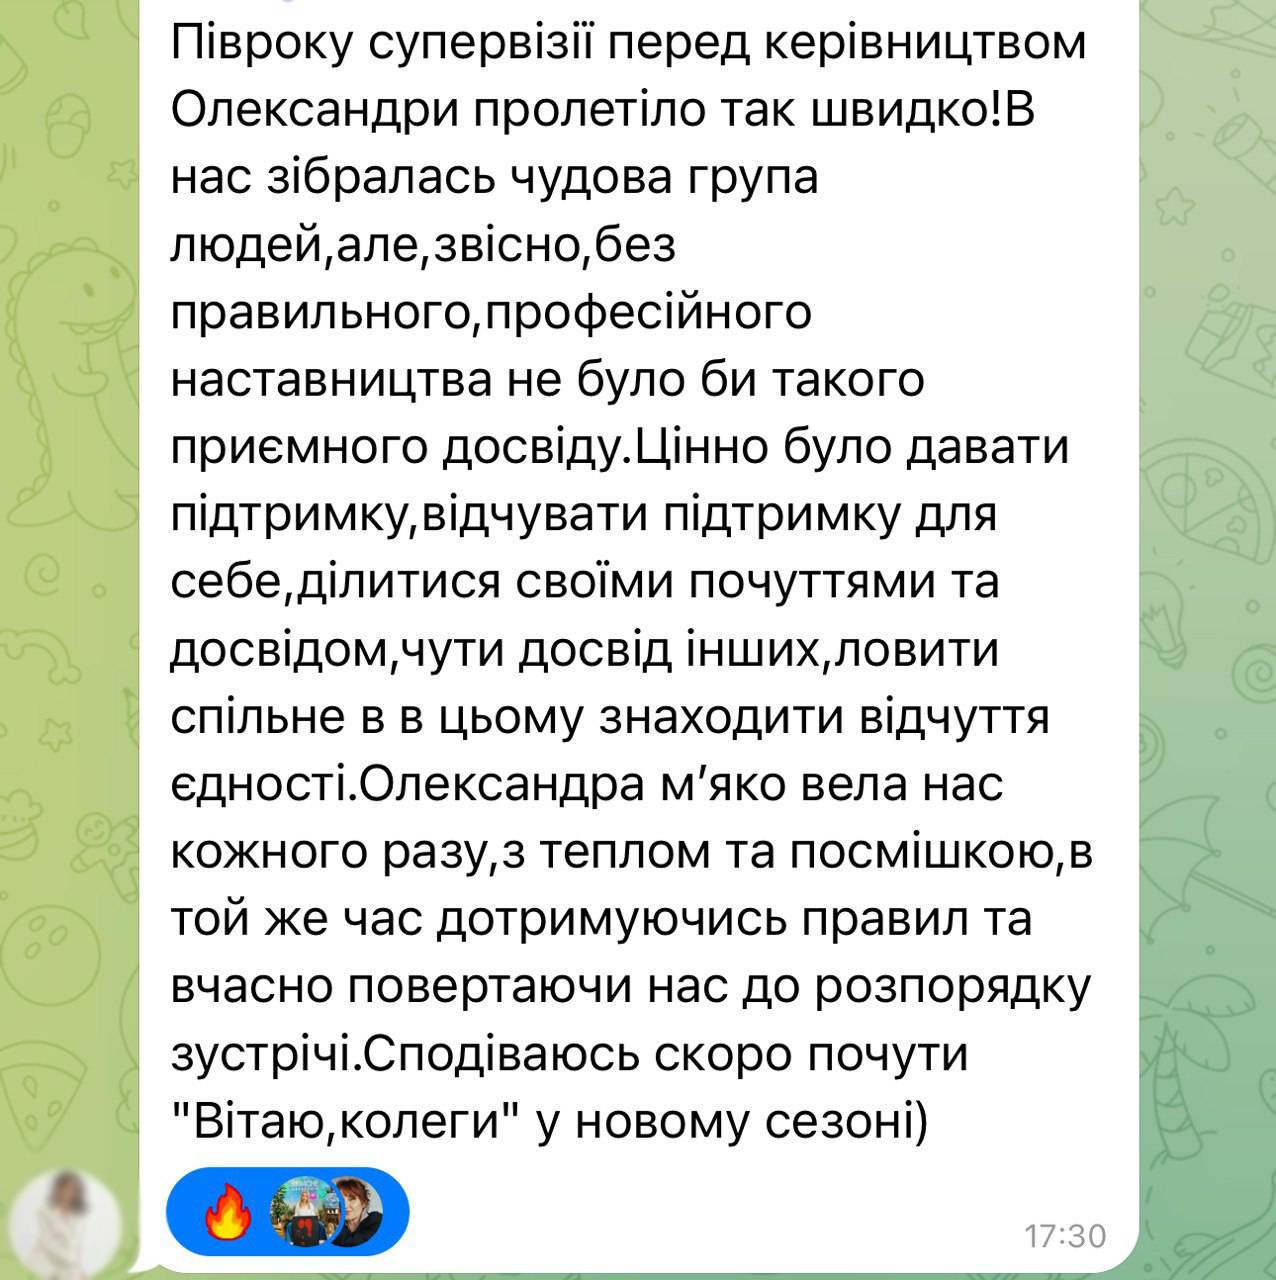 Півроку супервізії перед керівництвом
Олександри пролетіло так швидко!В
нас зібралась чудова група
людей,але,звісно,без
правильного,професійного
наставництва не було би такого
приємного досвіду.Цінно було давати
підтримку,відчувати підтримку для
себе,ділитися своїми почуттями та
досвідом,чути досвід інших,ловити
спільне в в цьому знаходити відчуття
єдності.Олександра м’яко вела нас
кожного разу,з теплом та посмішкою,в
той же час дотримуючись правил та
вчасно повертаючи нас до розпорядку
зустрічі.Сподіваюсь скоро почути
"Вітаю,колеги" у новому сезоні)
17:30